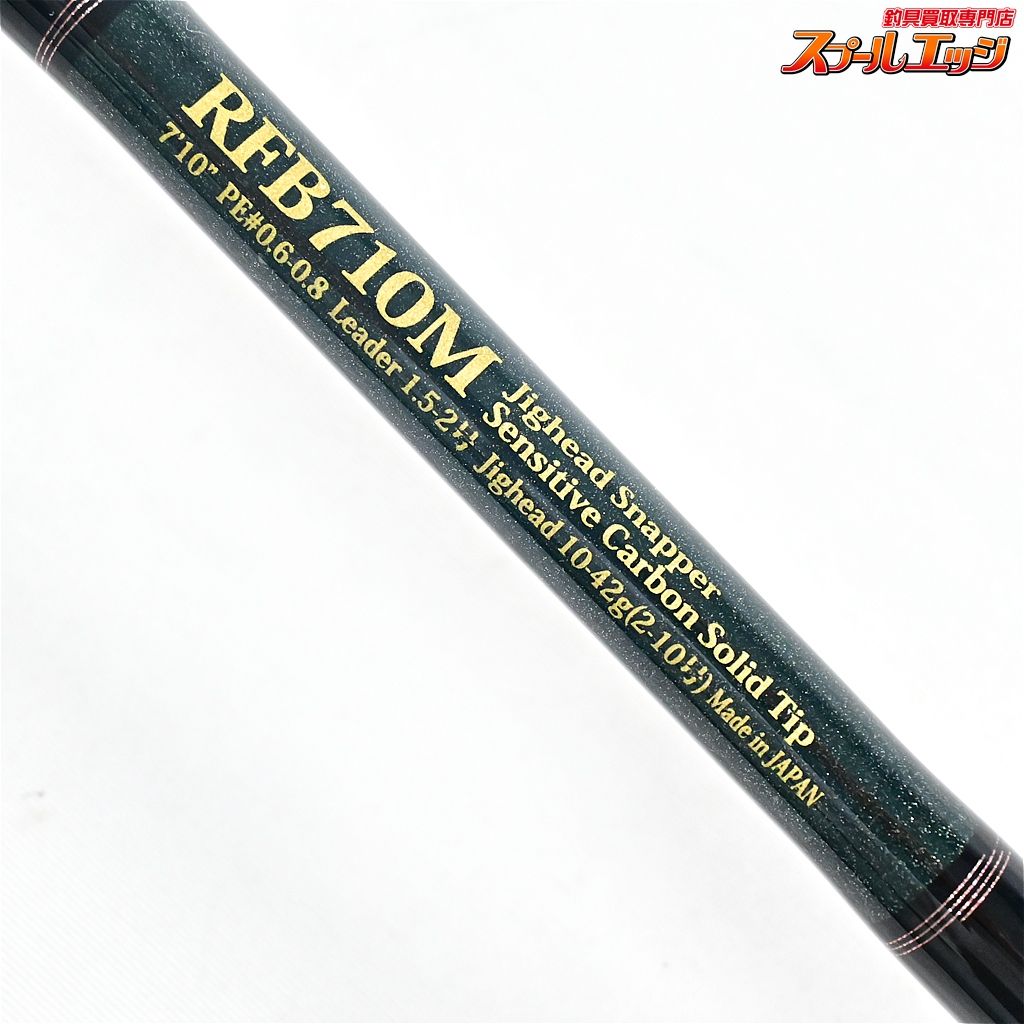 釣具買取専門店
スプールエッジ
RFB710M
Jighead Snapper
Sensitive Carbon Solid Tip
7'10" PE#0.6-0.8 Leader 1.5-2号 Jighead 10-42g(2-10号) Made in JAPAN